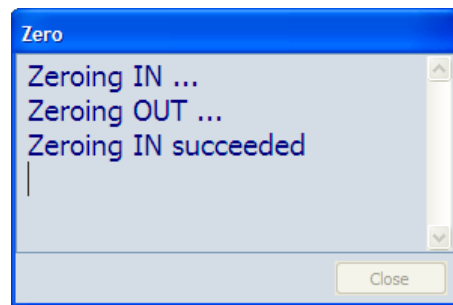 Zero
Zeroing IN ...
Zeroing OUT ...
Zeroing IN succeeded
Close